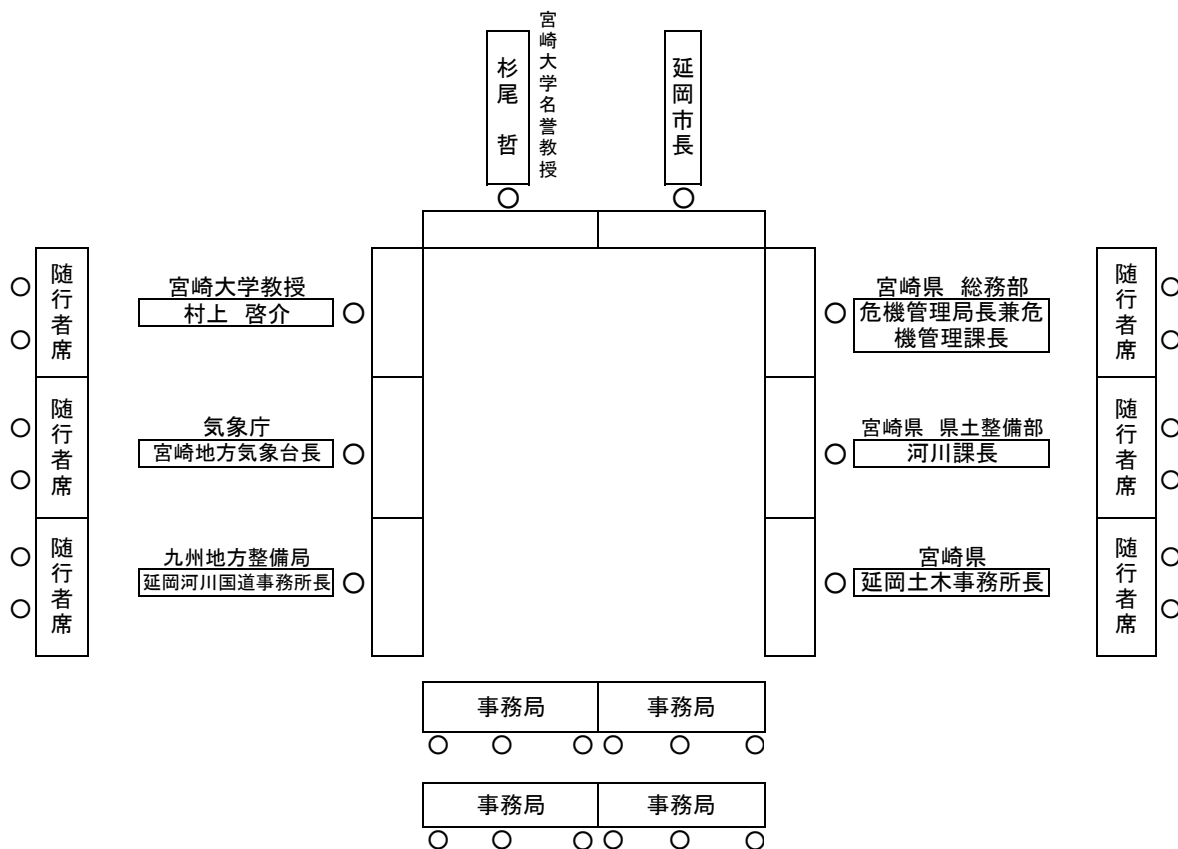 宮崎大学名誉教授
杉尾　哲
延岡市長
随行者席
宮崎大学教授
村上　啓介
宮崎県　総務部
危機管理局長兼危
機管理課長
随行者席
随行者席
気象庁
宮崎地方気象台長
宮崎県　県土整備部
河川課長
随行者席
随行者席
九州地方整備局
延岡河川国道事務所長
宮崎県
延岡土木事務所長
随行者席
事務局
事務局
事務局
事務局